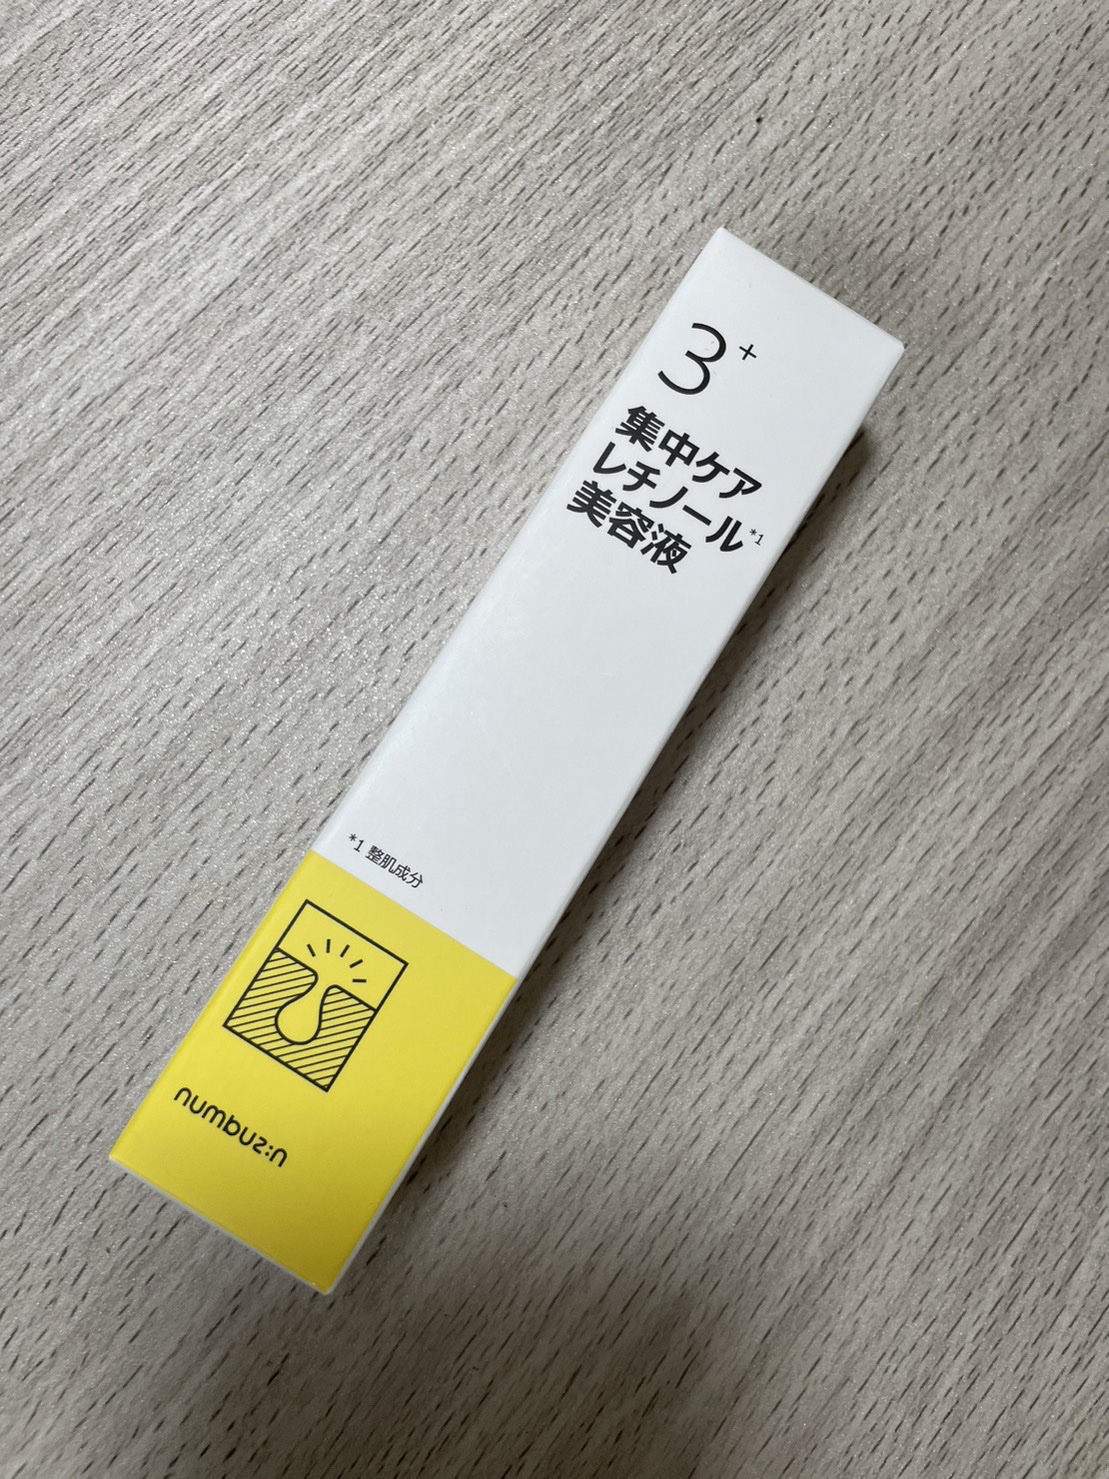 3+
集中ケア
レチノール*1
美容液
*1 整肌成分
numbuz:n